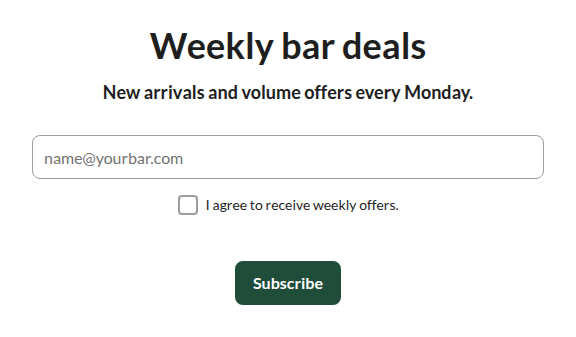 Weekly bar deals
New arrivals and volume offers every Monday.
name@yourbar.com
I agree to receive weekly offers.
Subscribe